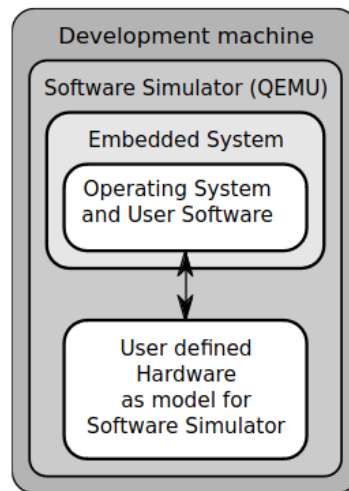 Development machine
Software Simulator (QEMU)
Embedded System
Operating System
and User Software
User defined
Hardware
as model for
Software Simulator